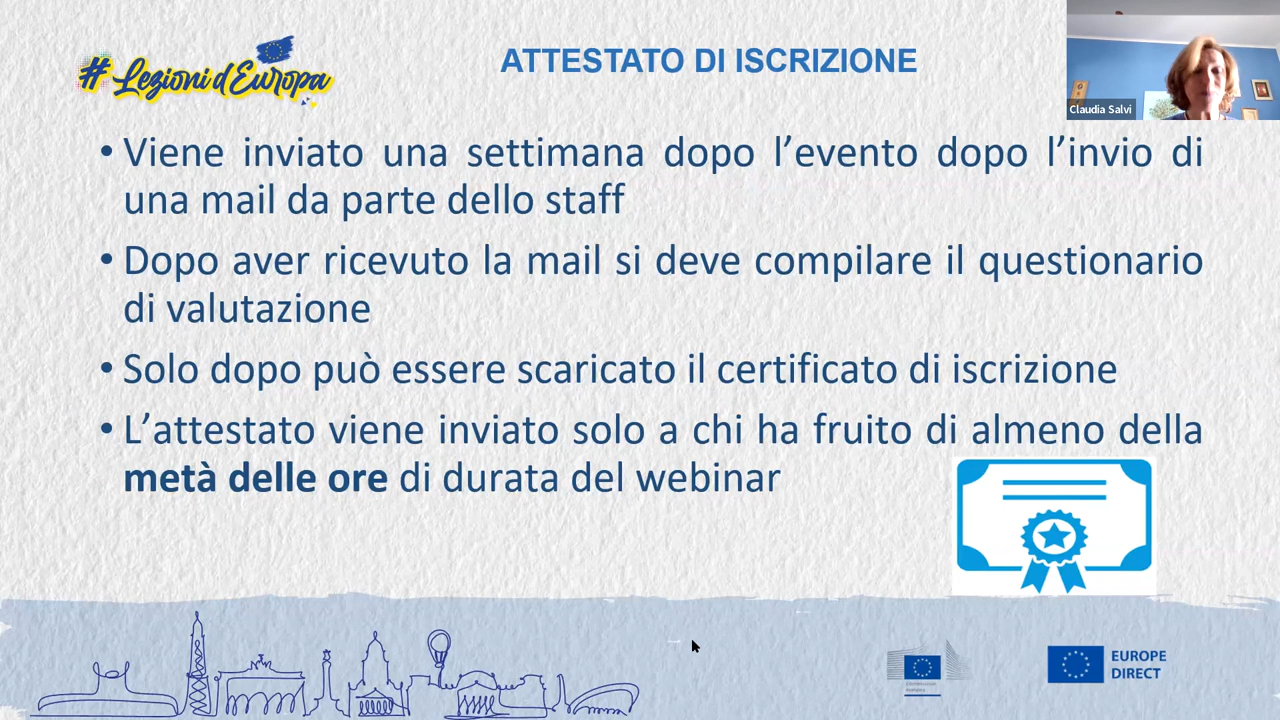 #Lezioni d'Europa
ATTESTATO DI ISCRIZIONE
Claudia Salvi
• Viene inviato una settimana dopo l’evento dopo l’invio di
una mail da parte dello staff
• Dopo aver ricevuto la mail si deve compilare il questionario
di valutazione
• Solo dopo può essere scaricato il certificato di iscrizione
• L’attestato viene inviato solo a chi ha fruito di almeno della
metà delle ore di durata del webinar
Commissione
europea
EUROPE
DIRECT